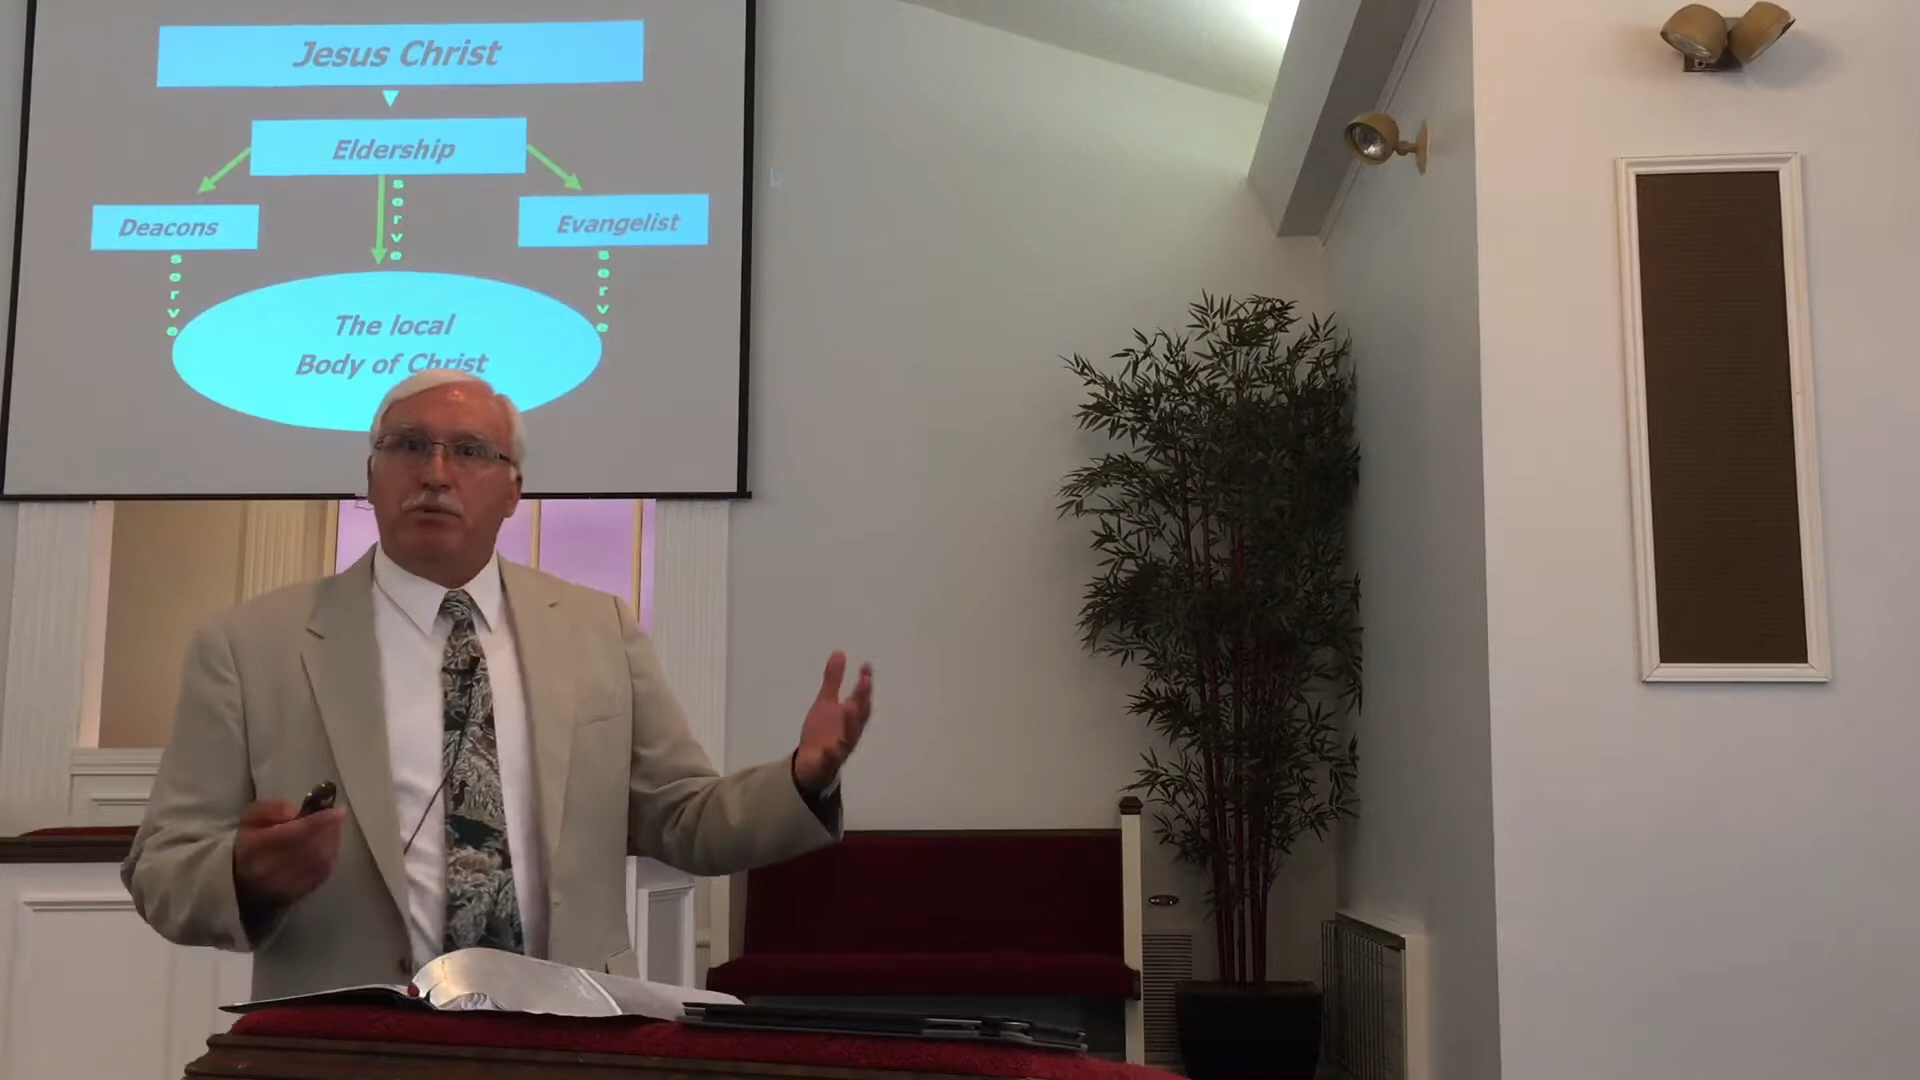 Jesus Christ
Eldership
serve
Deacons
Evangelist
serve
serve
The local
Body of Christ